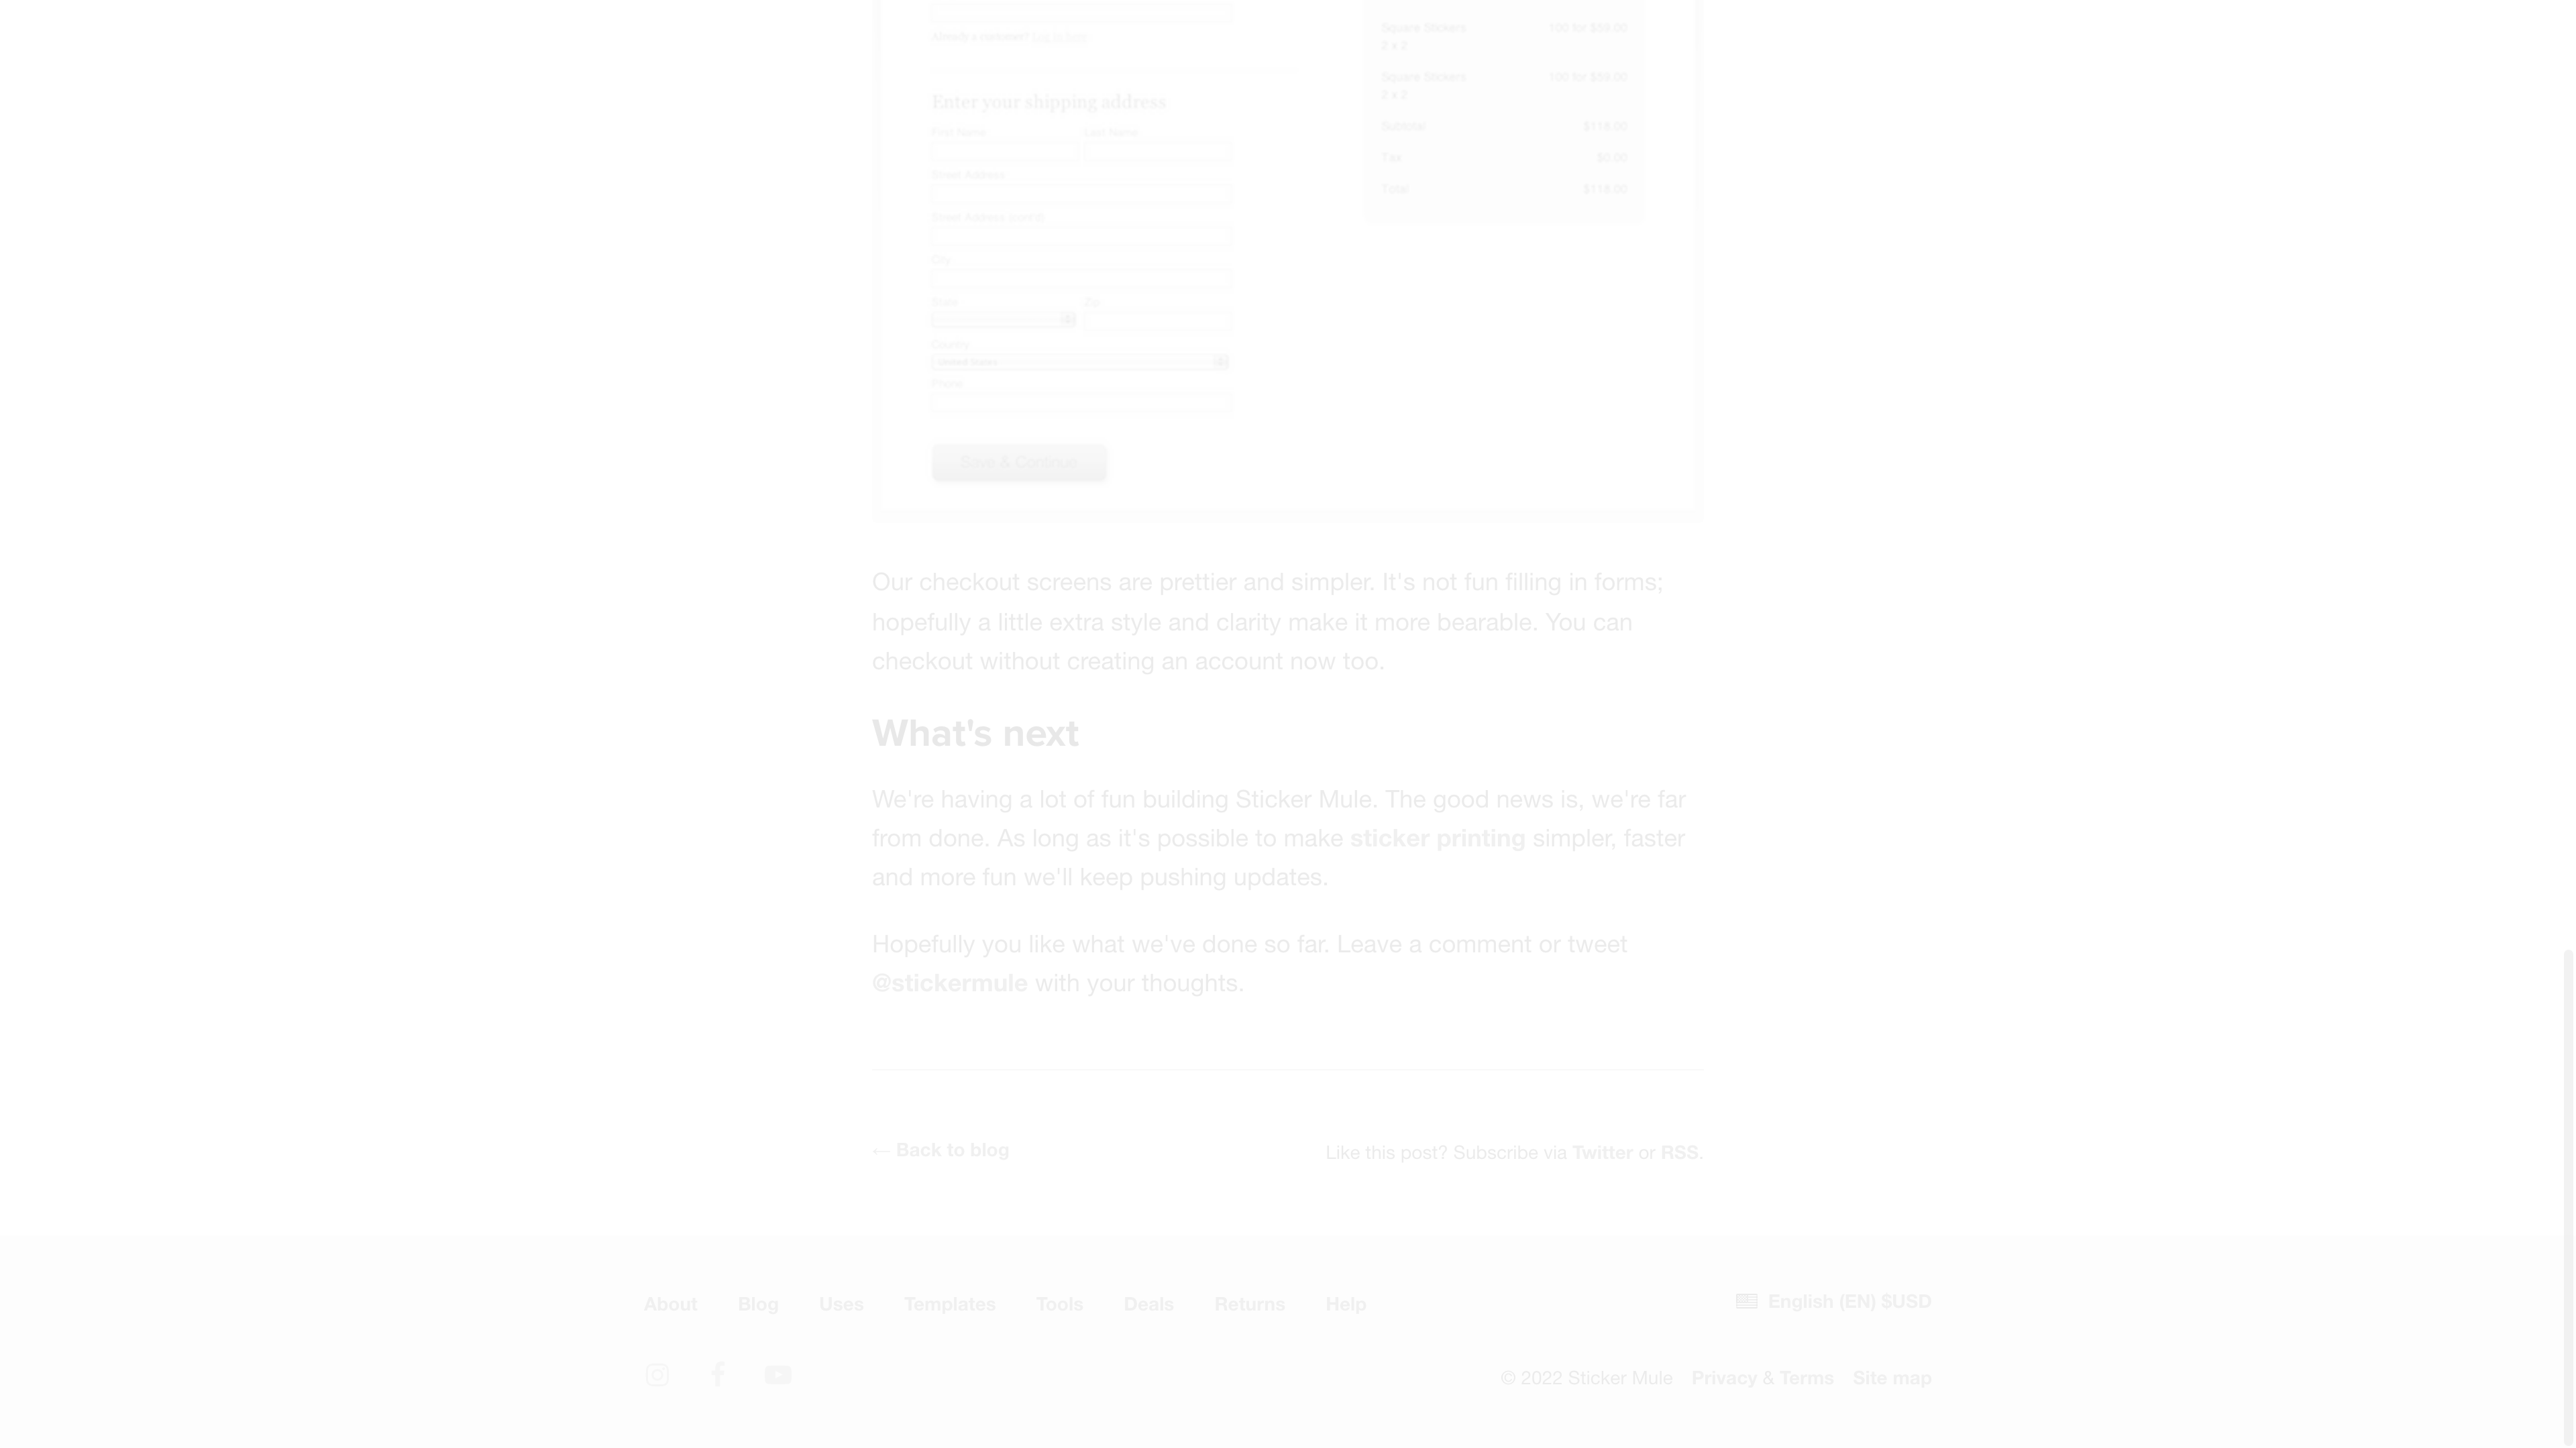 Already a customer? Log in here
Square Stickers 100 for $59.00
2 x 2
Square Stickers 100 for $59.00
2 x 2
Subtotal $118.00
Tax $0.00
Total $118.00
Enter your shipping address
First Name Last Name
Street Address
Street Address (cont'd)
City
State Zip
Country
United States
Phone
Save & Continue
Our checkout screens are prettier and simpler. It's not fun filling in forms;
hopefully a little extra style and clarity make it more bearable. You can
checkout without creating an account now too.
What's next
We're having a lot of fun building Sticker Mule. The good news is, we're far
from done. As long as it's possible to make sticker printing simpler, faster
and more fun we'll keep pushing updates.
Hopefully you like what we've done so far. Leave a comment or tweet
@stickermule with your thoughts.
← Back to blog Like this post? Subscribe via Twitter or RSS.
About Blog Uses Templates Tools Deals Returns Help English (EN) $USD
© 2022 Sticker Mule Privacy & Terms Site map